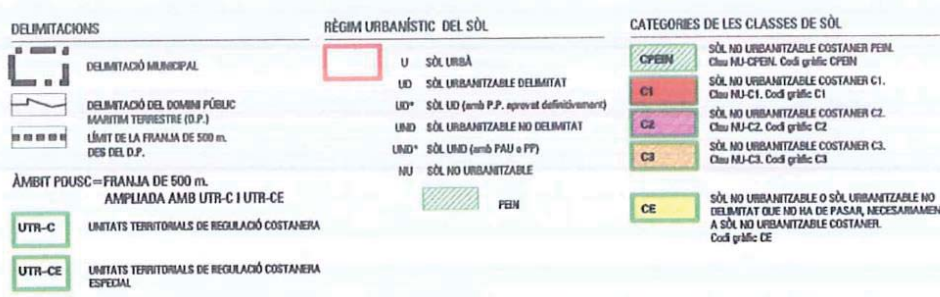 DELIMITACIONS
DELIMITACIÓ MUNICIPAL
DELIMITACIÓ DEL DOMINI PÚBLIC
MARITIM TERRESTRE (D.P.)
LÍMIT DE LA FRANJA DE 500 m.
DES DEL D.P.
ÀMBIT PDUSC=FRANJA DE 500 m.
AMPLIADA AMB UTR-C I UTR-CE
UTR-C UNITATS TERRITORIALS DE REGULACIÓ COSTANERA
UTR-CE UNITATS TERRITORIALS DE REGULACIÓ COSTANERA
ESPECIAL
RÈGIM URBANÍSTIC DEL SÒL
U SÒL URBÀ
UD SÒL URBANITZABLE DELIMITAT
UD* SÒL UD (amb P.P. aprovat definitivament)
UND SÒL URBANITZABLE NO DELIMITAT
UND* SÒL UND (amb PAU o PP)
NU SÒL NO URBANITZABLE
PEIN
CATEGORIES DE LES CLASSES DE SÒL
CPEIN SÒL NO URBANITZABLE COSTANER PEIN.
Clau NU-CPEIN. Codi gràfic CPEIN
C1 SÒL NO URBANITZABLE COSTANER C1.
Clau NU-C1. Codi gràfic C1
C2 SÒL NO URBANITZABLE COSTANER C2.
Clau NU-C2. Codi gràfic C2
C3 SÒL NO URBANITZABLE COSTANER C3.
Clau NU-C3. Codi gràfic C3
CE SÒL NO URBANITZABLE O SÒL URBANITZABLE NO
DELIMITAT QUE NO HA DE PASAR, NECESARIAMEN
A SÒL NO URBANITZABLE COSTANER.
Codi gràfic CE